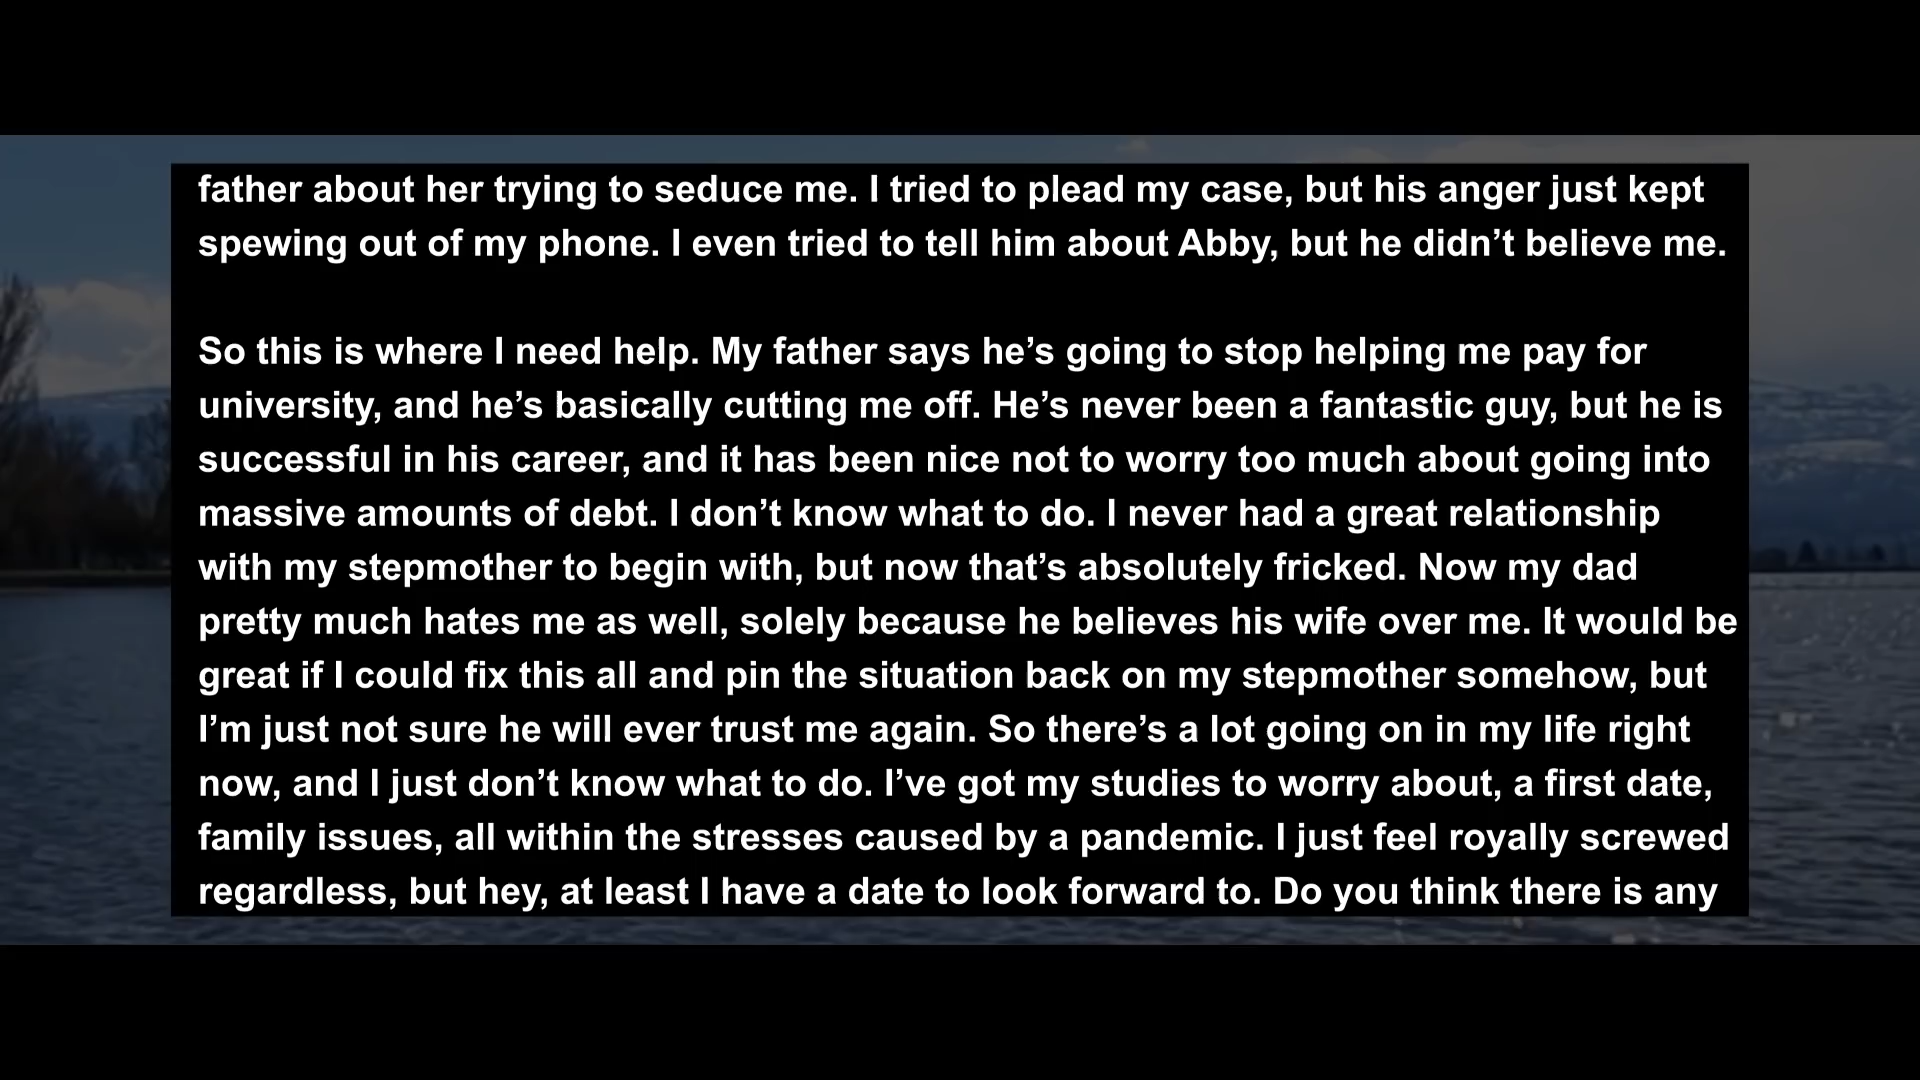 father about her trying to seduce me. I tried to plead my case, but his anger just kept
spewing out of my phone. I even tried to tell him about Abby, but he didn’t believe me.
So this is where I need help. My father says he’s going to stop helping me pay for
university, and he’s basically cutting me off. He’s never been a fantastic guy, but he is
successful in his career, and it has been nice not to worry too much about going into
massive amounts of debt. I don’t know what to do. I never had a great relationship
with my stepmother to begin with, but now that’s absolutely fricked. Now my dad
pretty much hates me as well, solely because he believes his wife over me. It would be
great if I could fix this all and pin the situation back on my stepmother somehow, but
I’m just not sure he will ever trust me again. So there’s a lot going on in my life right
now, and I just don’t know what to do. I’ve got my studies to worry about, a first date,
family issues, all within the stresses caused by a pandemic. I just feel royally screwed
regardless, but hey, at least I have a date to look forward to. Do you think there is any